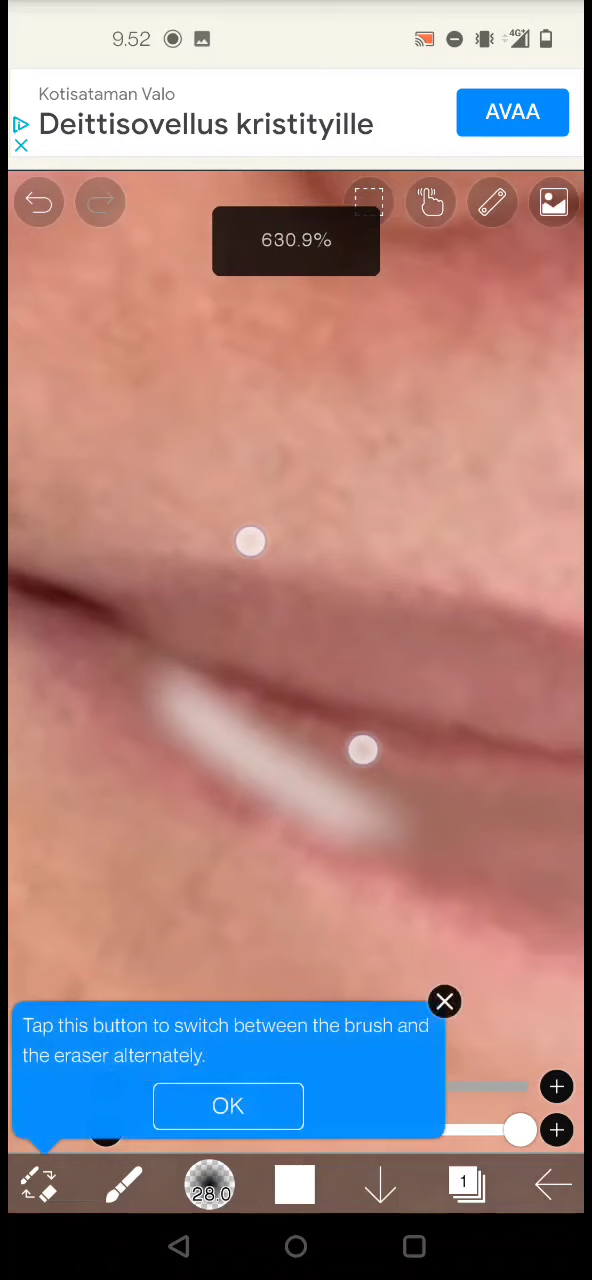 9.52
4G+
Kotisataman Valo
Deittisovellus kristityille
AVAA
630.9%
Tap this button to switch between the brush and
the eraser alternately.
OK
28.0
1